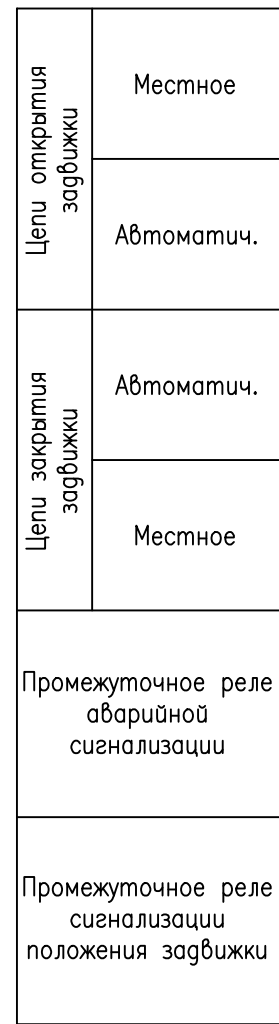 Цепи открытия
задвижки
Местное
Автоматич.
Цепи закрытия
задвижки
Автоматич.
Местное
Промежуточное реле
аварийной
сигнализации
Промежуточное реле
сигнализации
положения задвижки